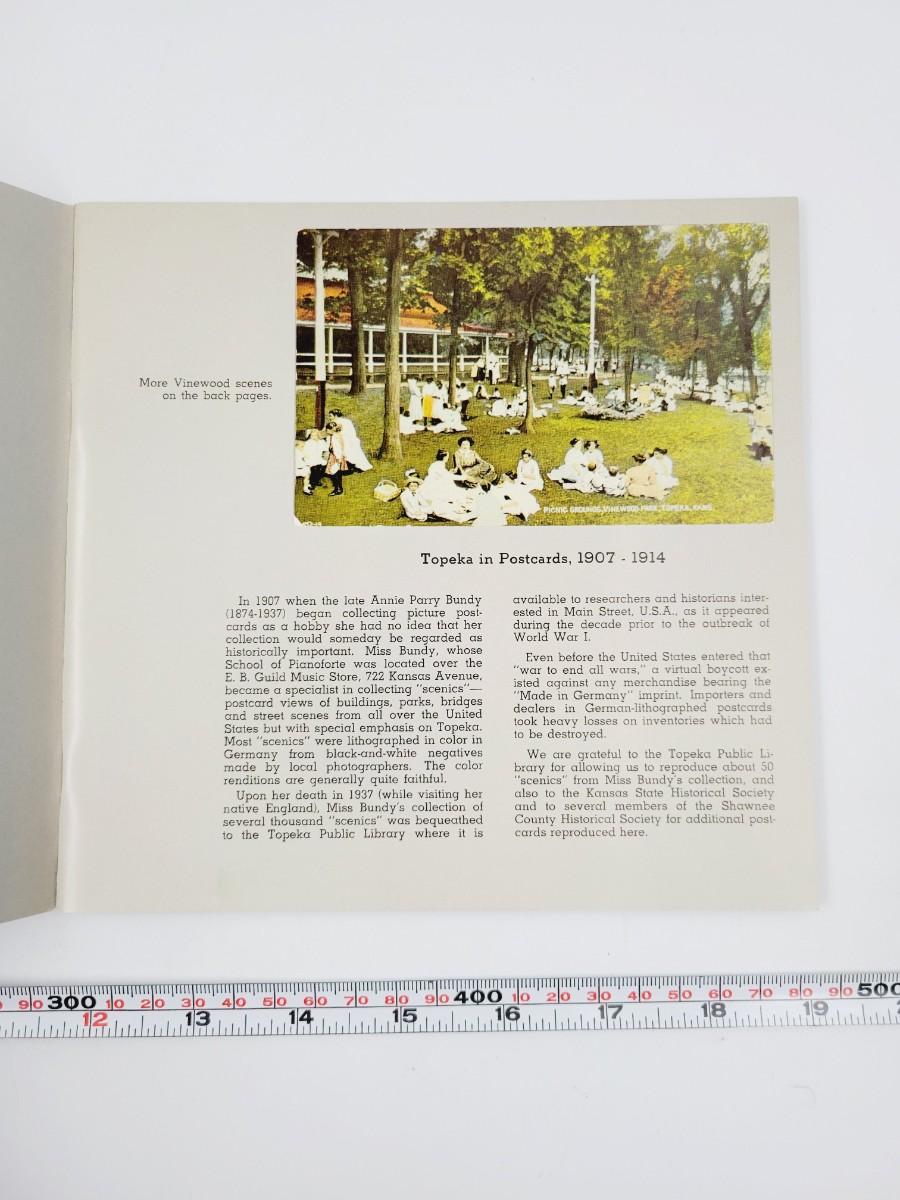 More Vinewood scenes
on the back pages.
PICNIC GROUNDS, VINEWOOD PARK, TOPEKA, KANS.
Topeka in Postcards, 1907 - 1914
In 1907 when the late Annie Parry Bundy
(1874-1937) began collecting picture post-
cards as a hobby she had no idea that her
collection would someday be regarded as
historically important. Miss Bundy, whose
School of Pianoforte was located over the
E. B. Guild Music Store, 722 Kansas Avenue,
became a specialist in collecting "scenics"—
postcard views of buildings, parks, bridges
and street scenes from all over the United
States but with special emphasis on Topeka.
Most "scenics" were lithographed in color in
Germany from black-and-white negatives
made by local photographers. The color
renditions are generally quite faithful.
Upon her death in 1937 (while visiting her
native England), Miss Bundy's collection of
several thousand "scenics" was bequeathed
to the Topeka Public Library where it is
available to researchers and historians inter-
ested in Main Street, U.S.A., as it appeared
during the decade prior to the outbreak of
World War I.
Even before the United States entered that
"war to end all wars," a virtual boycott ex-
isted against any merchandise bearing the
"Made in Germany" imprint. Importers and
dealers in German-lithographed postcards
took heavy losses on inventories which had
to be destroyed.
We are grateful to the Topeka Public Li-
brary for allowing us to reproduce about 50
"scenics" from Miss Bundy's collection, and
also to the Kansas State Historical Society
and to several members of the Shawnee
County Historical Society for additional post-
cards reproduced here.
90 300 10 20 30 40 50 60 70 80 90 400 10 20 30 40 50 60 70 80 90 500
12 13 14 15 16 17 18 19